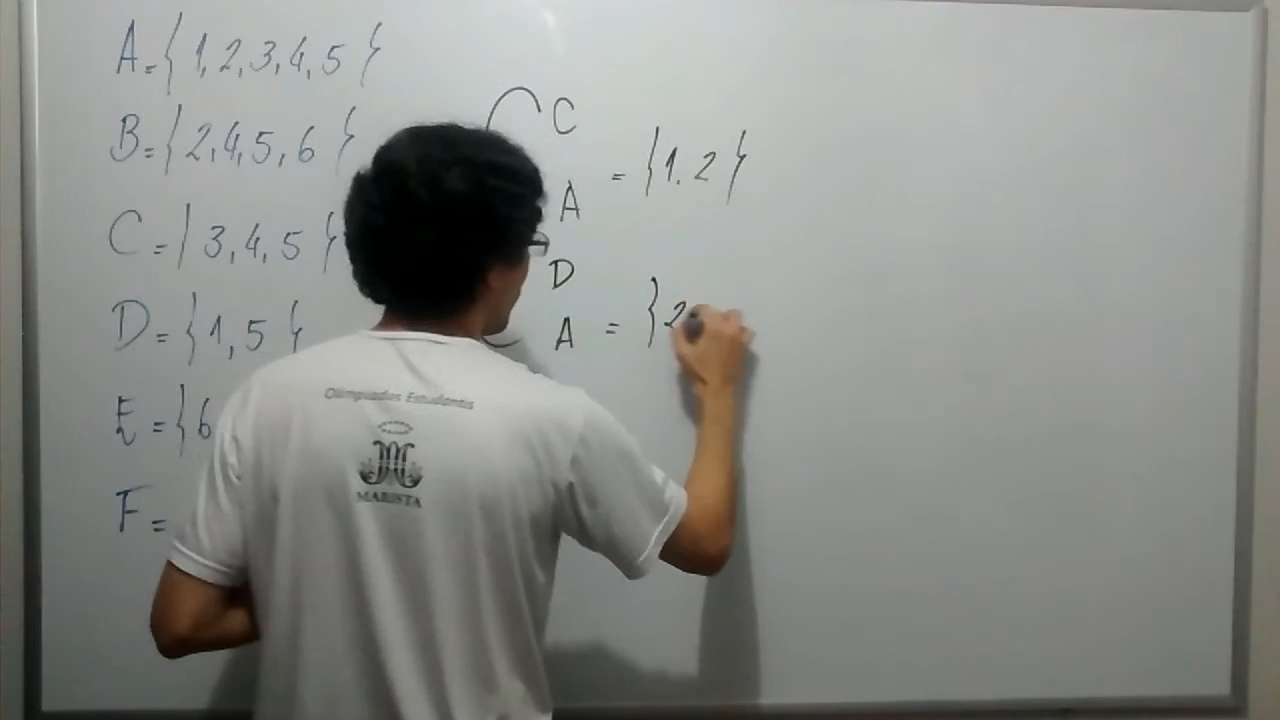 A={1,2,3,4,5}
B={2,4,5,6}
C={3,4,5}
D={1,5}
E={6
F=
C
A = {1.2}
D
A = {2
Olimpíadas Estudantis
MARISTA